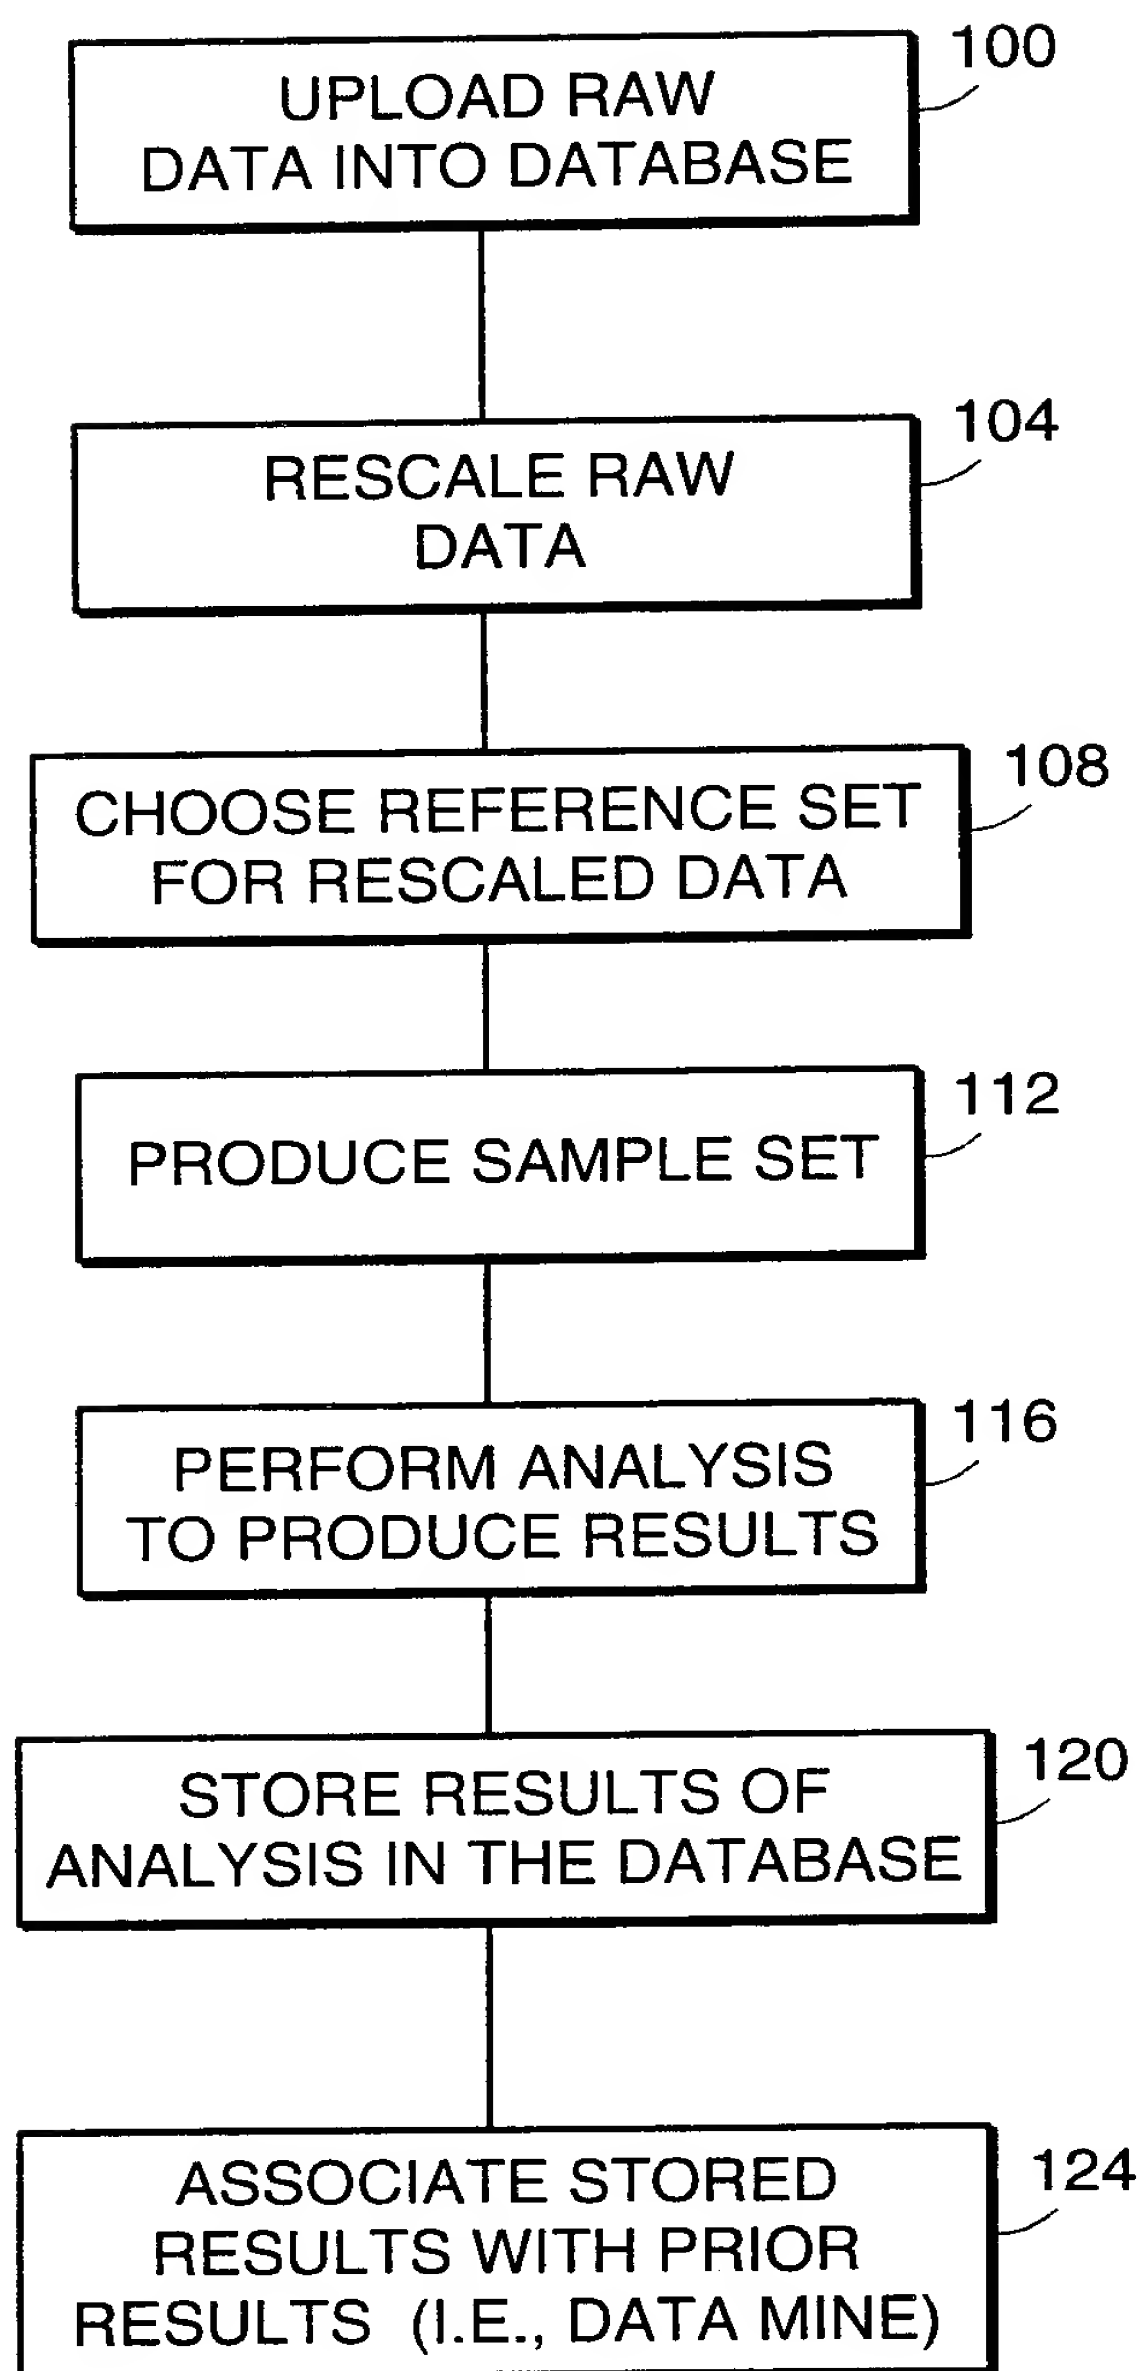 100
UPLOAD RAW
DATA INTO DATABASE
104
RESCALE RAW
DATA
108
CHOOSE REFERENCE SET
FOR RESCALED DATA
112
PRODUCE SAMPLE SET
116
PERFORM ANALYSIS
TO PRODUCE RESULTS
120
STORE RESULTS OF
ANALYSIS IN THE DATABASE
124
ASSOCIATE STORED
RESULTS WITH PRIOR
RESULTS (I.E., DATA MINE)